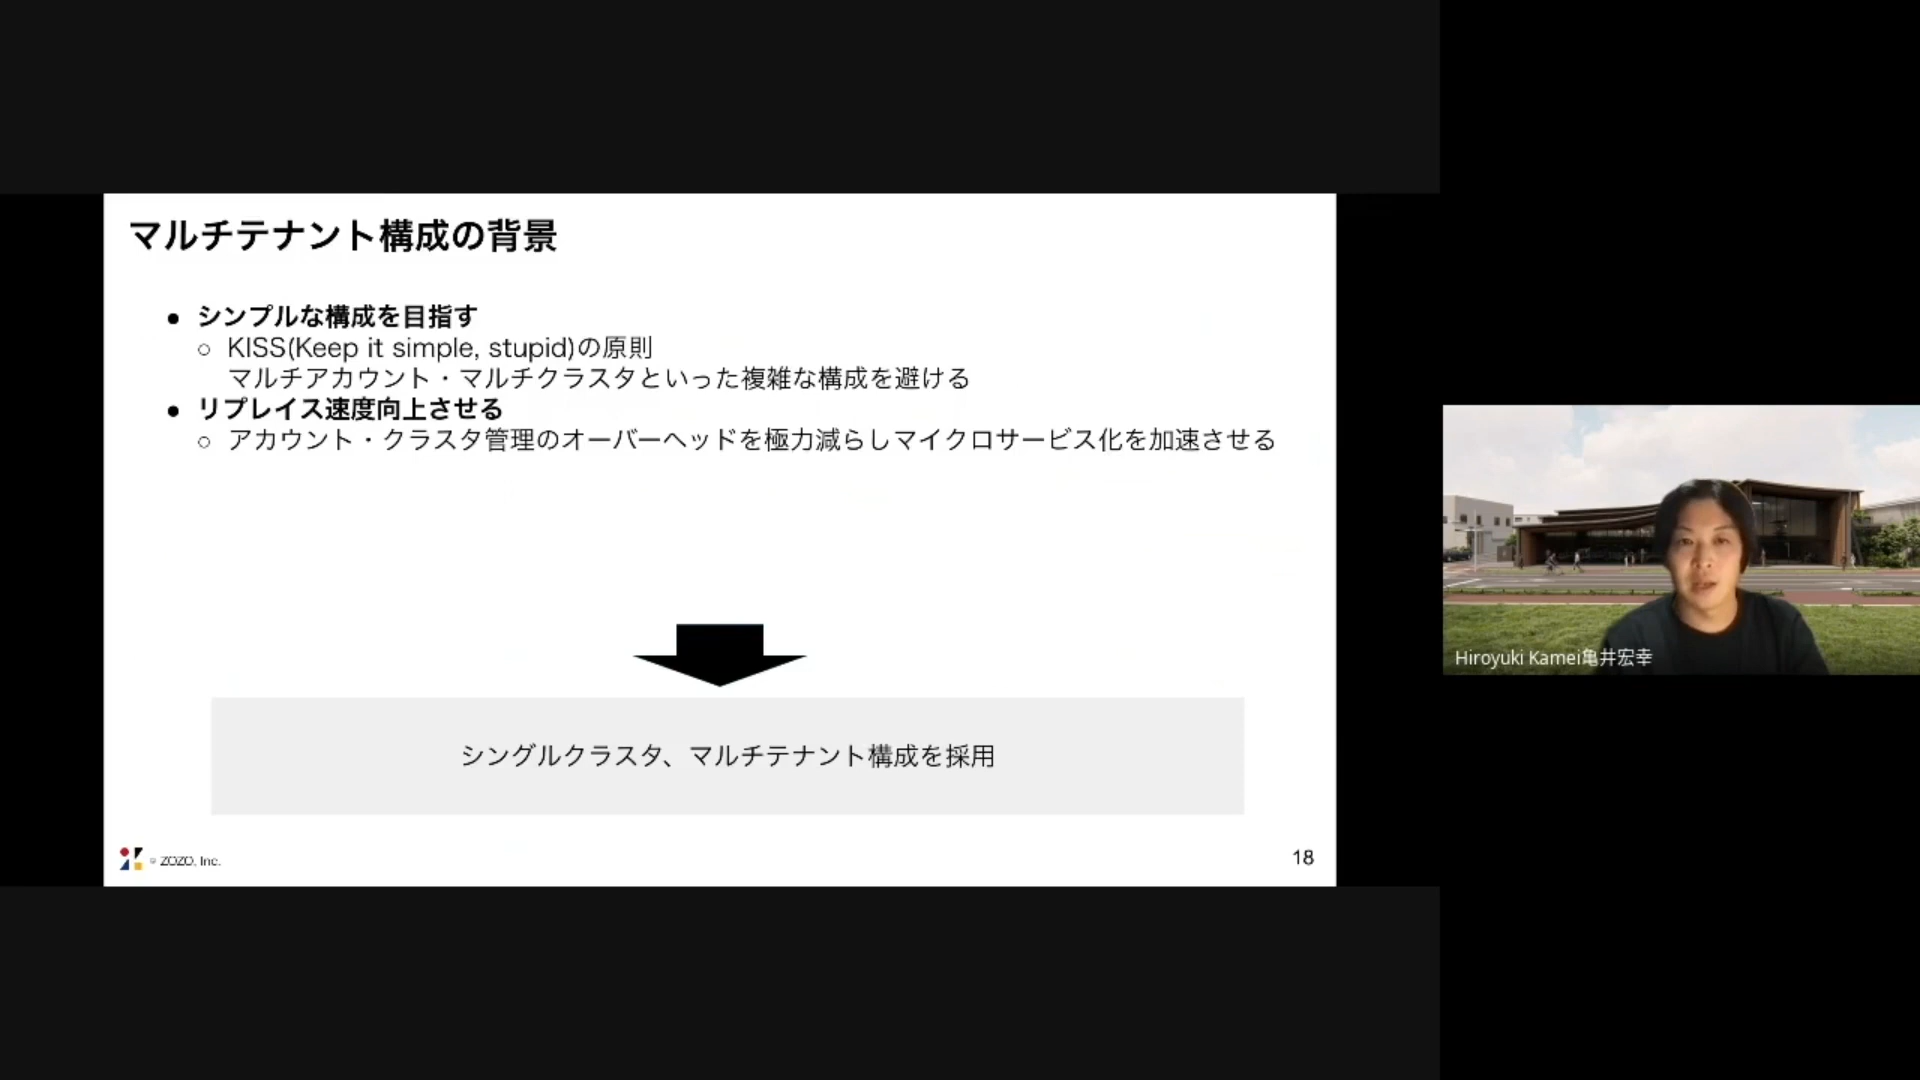 マルチテナント構成の背景
● シンプルな構成を目指す
○ KISS(Keep it simple, stupid)の原則
マルチアカウント・マルチクラスタといった複雑な構成を避ける
● リプレイス速度向上させる
○ アカウント・クラスタ管理のオーバーヘッドを極力減らしマイクロサービス化を加速させる
シングルクラスタ、マルチテナント構成を採用
© ZOZO, Inc.
18
Hiroyuki Kamei亀井宏幸